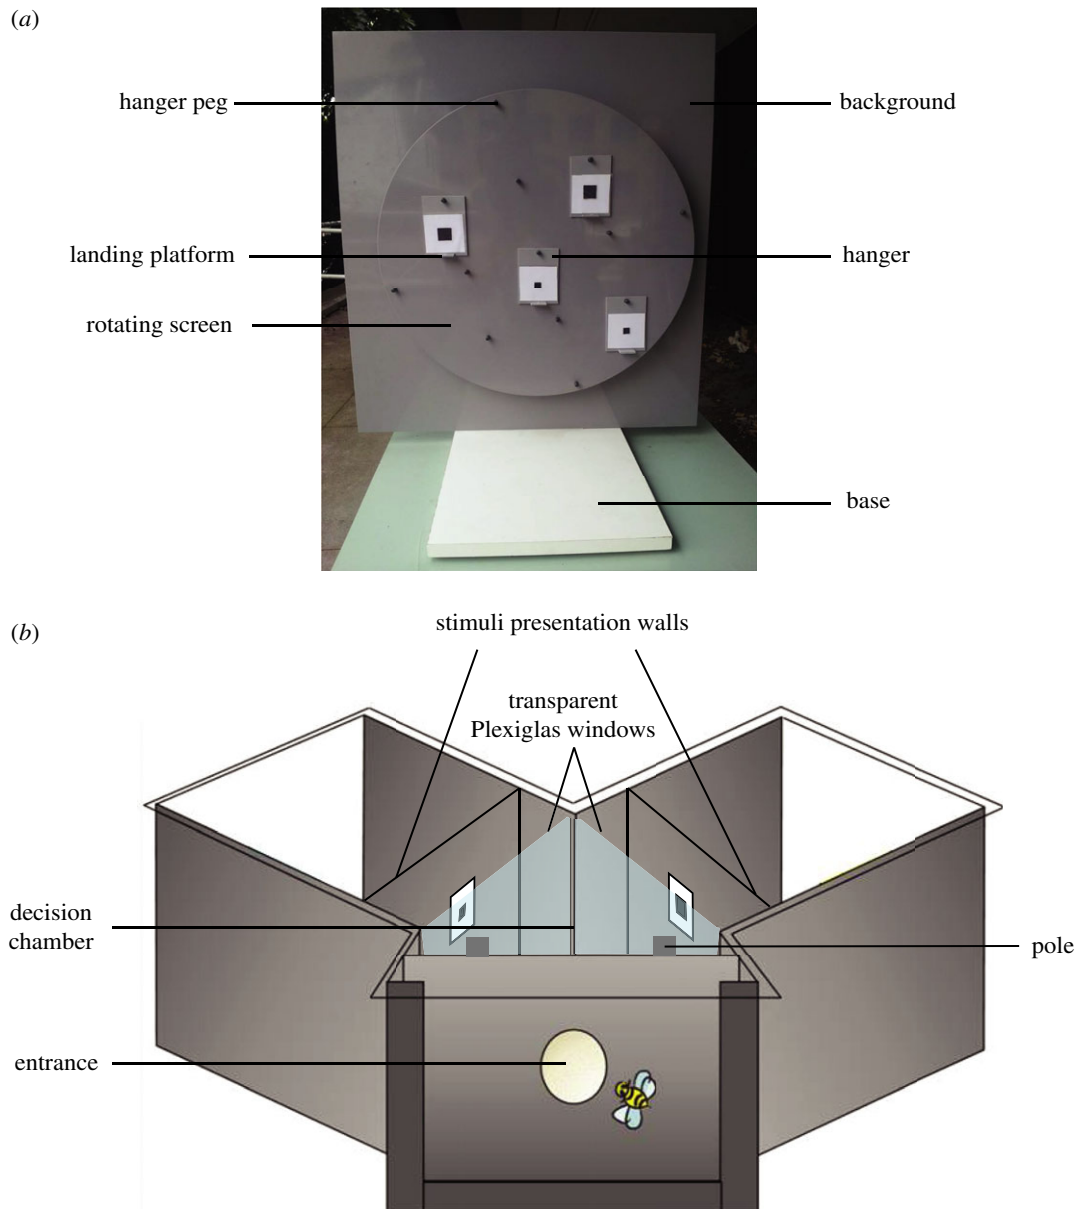 (a)
hanger peg
background
landing platform
hanger
rotating screen
base
(b)
stimuli presentation walls
transparent
Plexiglas windows
decision
chamber
pole
entrance